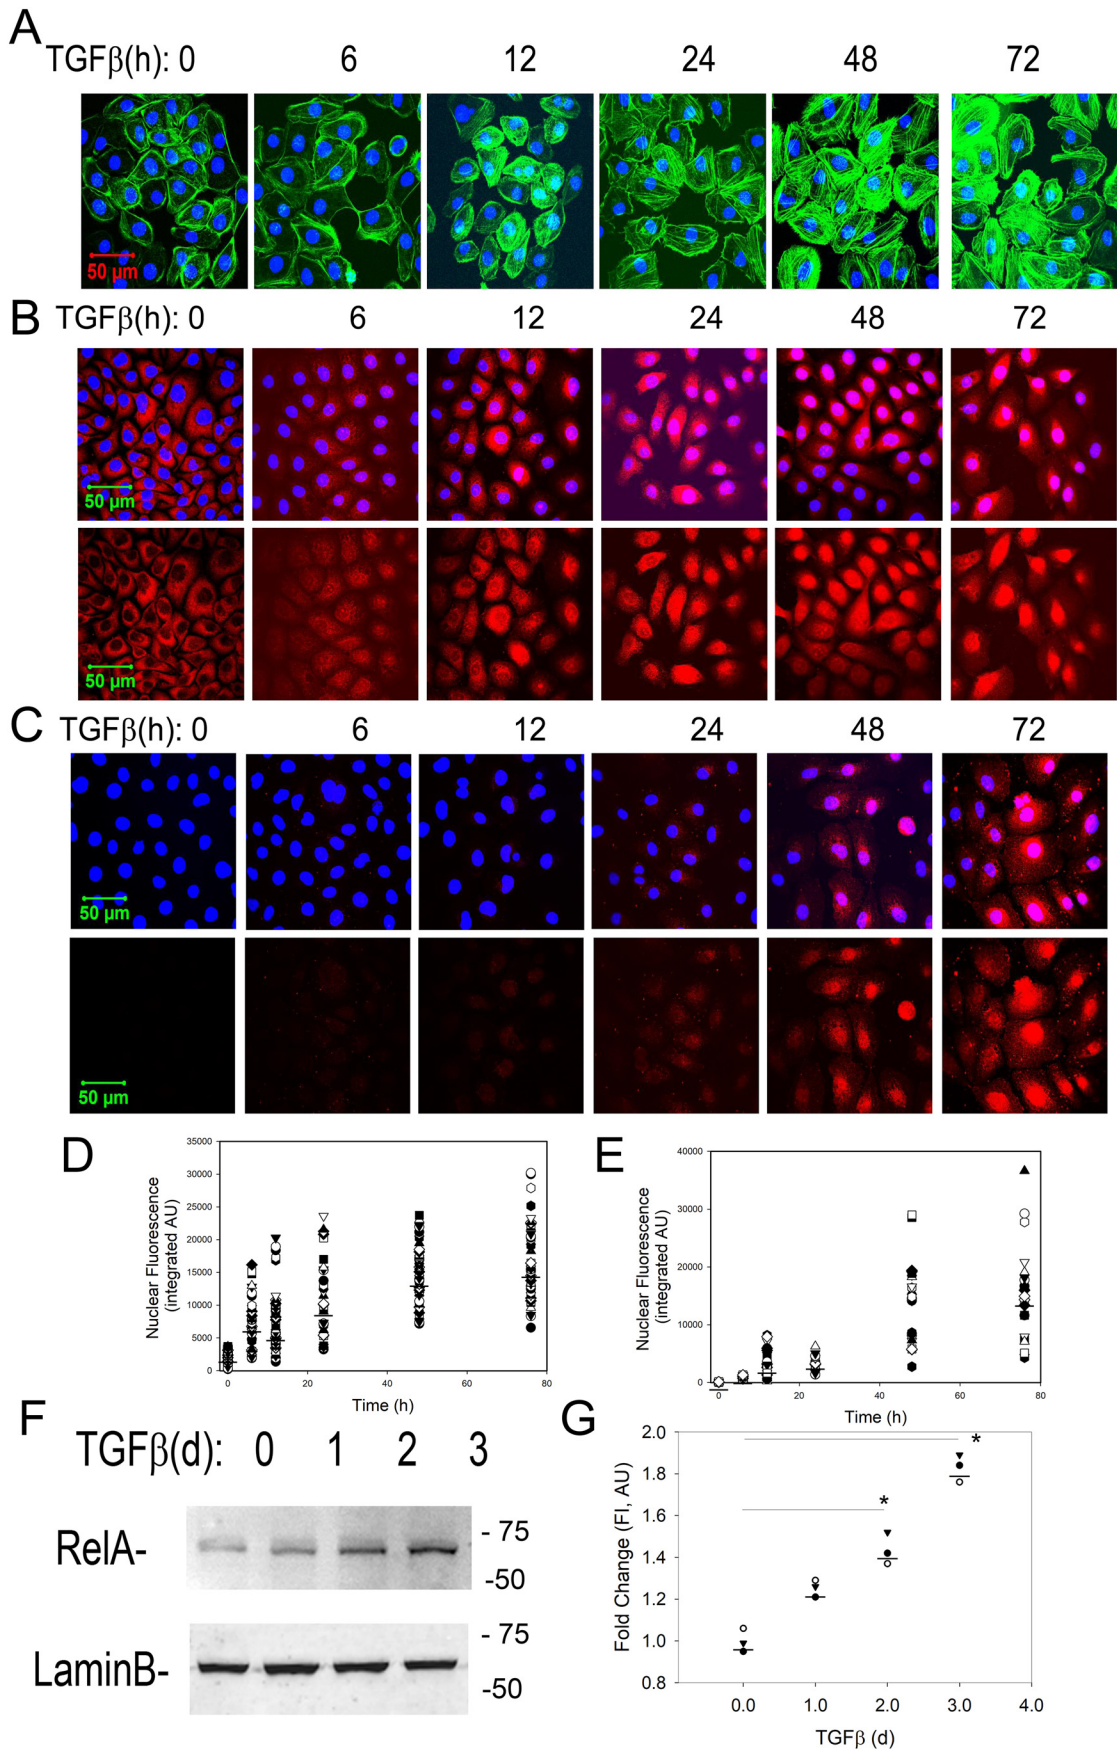 A
TGFβ(h): 0 6 12 24 48 72
50 μm
B
TGFβ(h): 0 6 12 24 48 72
50 μm
50 μm
C
TGFβ(h): 0 6 12 24 48 72
50 μm
50 μm
D
Nuclear Fluorescence
(integrated AU)
35000
30000
25000
20000
15000
10000
5000
0
0 20 40 60 80
Time (h)
E
Nuclear Fluorescence
(integrated AU)
40000
30000
20000
10000
0
0 20 40 60 80
Time (h)
F
TGFβ(d): 0 1 2 3
RelA-
- 75
-50
LaminB-
- 75
-50
G
Fold Change (FI, AU)
2.0
1.8
1.6
1.4
1.2
1.0
0.8
*
*
0.0 1.0 2.0 3.0 4.0
TGFβ (d)